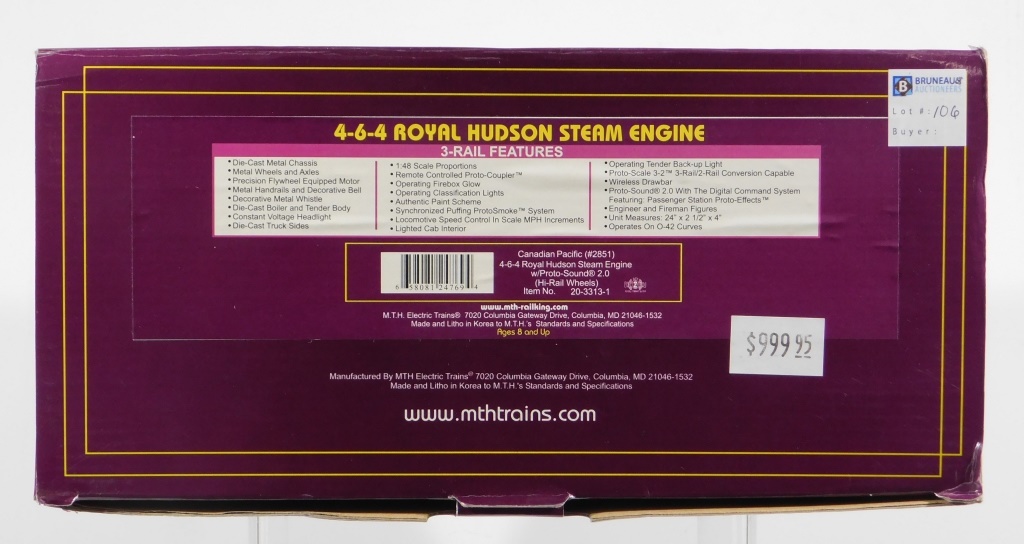 BRUNEAU & CO
AUCTIONEERS
Lot #: 106
Buyer:
4-6-4 ROYAL HUDSON STEAM ENGINE
3-RAIL FEATURES
• Die-Cast Metal Chassis
• Metal Wheels and Axles
• Precision Flywheel Equipped Motor
• Metal Handrails and Decorative Bell
• Decorative Metal Whistle
• Die-Cast Boiler and Tender Body
• Constant Voltage Headlight
• Die-Cast Truck Sides
• 1:48 Scale Proportions
• Remote Controlled Proto-Coupler™
• Operating Firebox Glow
• Operating Classification Lights
• Authentic Paint Scheme
• Synchronized Puffing ProtoSmoke™ System
• Locomotive Speed Control In Scale MPH Increments
• Lighted Cab Interior
• Operating Tender Back-up Light
• Proto-Scale 3-2™ 3-Rail/2-Rail Conversion Capable
• Wireless Drawbar
• Proto-Sound® 2.0 With The Digital Command System
Featuring: Passenger Station Proto-Effects™
• Engineer and Fireman Figures
• Unit Measures: 24" x 2 1/2" x 4"
• Operates On O-42 Curves
Canadian Pacific (#2851)
4-6-4 Royal Hudson Steam Engine
w/Proto-Sound® 2.0
(Hi-Rail Wheels)
Item No. 20-3313-1
6 58081 24769 4
www.mth-railking.com
M.T.H. Electric Trains® 7020 Columbia Gateway Drive, Columbia, MD 21046-1532
Made and Litho in Korea to M.T.H.'s Standards and Specifications
Ages 8 and Up
$999.95
Manufactured By MTH Electric Trains® 7020 Columbia Gateway Drive, Columbia, MD 21046-1532
Made and Litho in Korea to M.T.H.'s Standards and Specifications
www.mthtrains.com